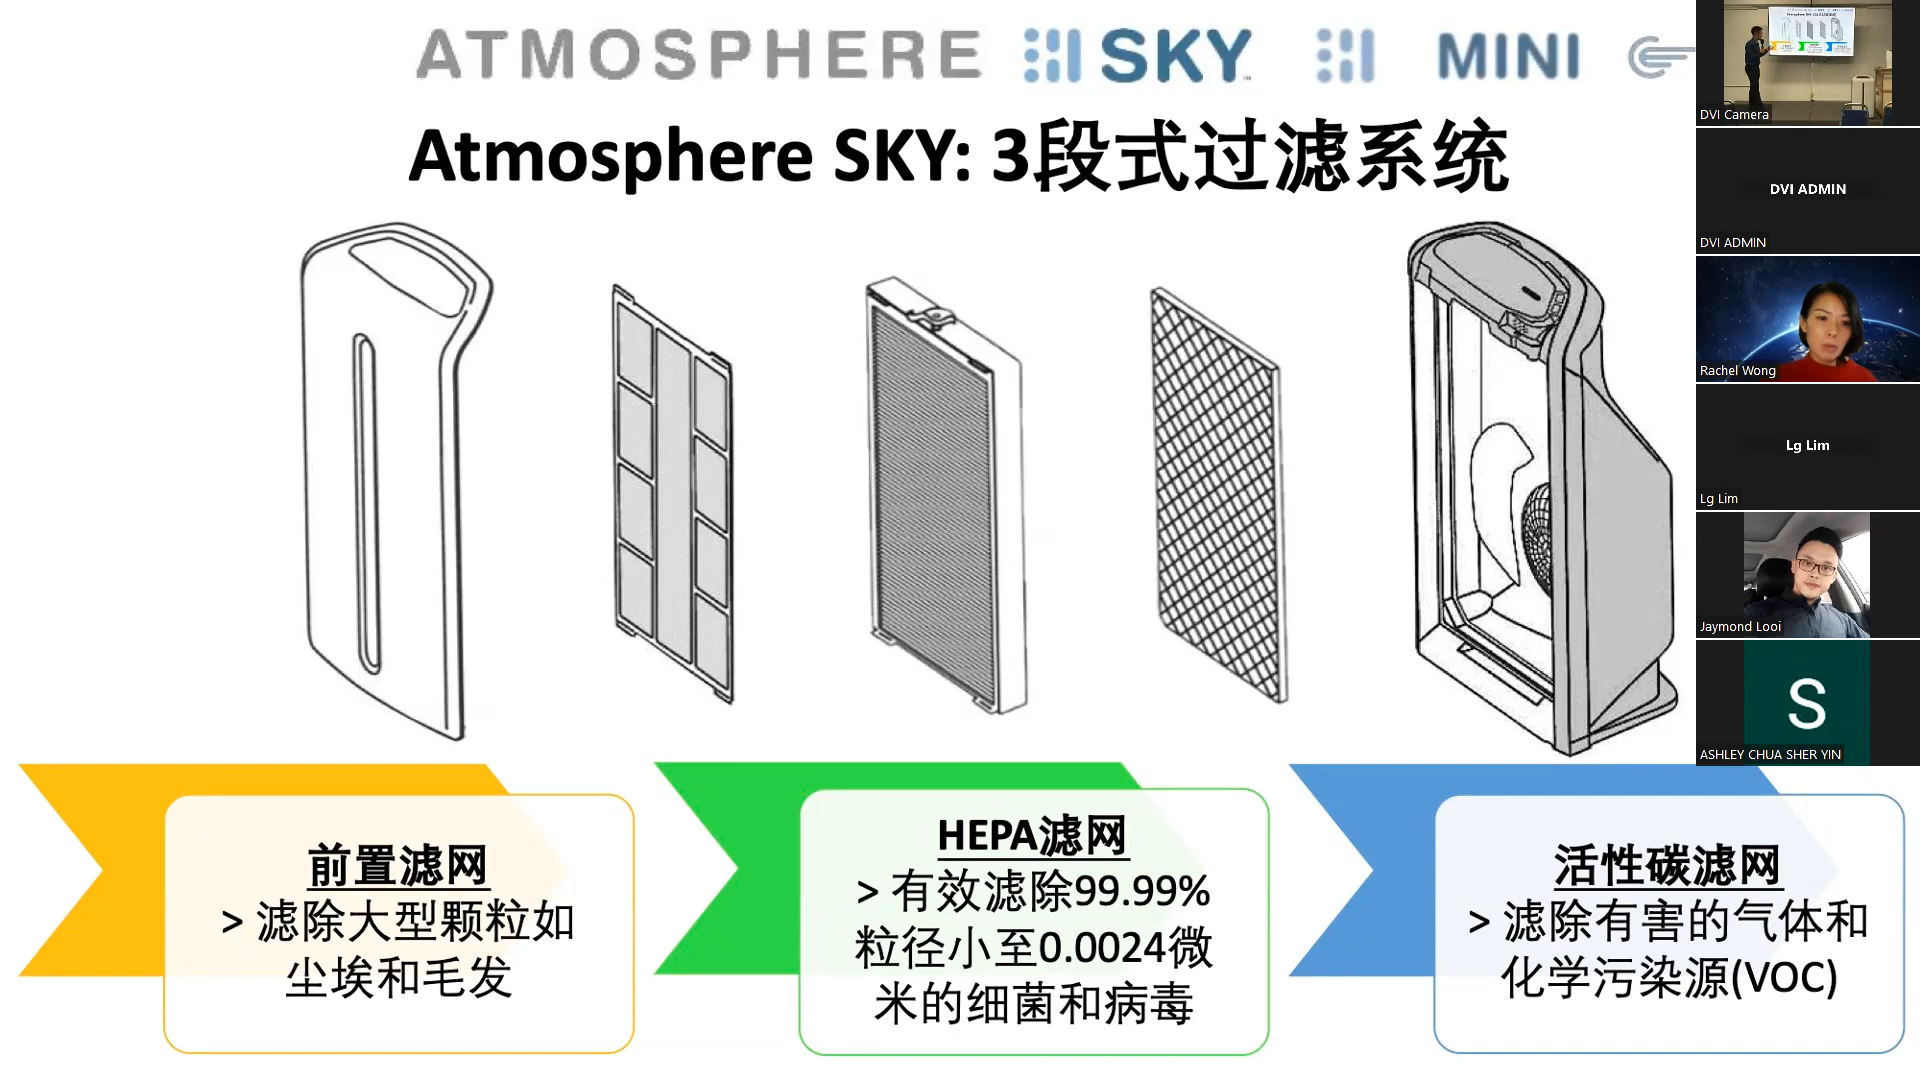 ATMOSPHERE SKY MINI
Atmosphere SKY: 3段式过滤系统
前置滤网
> 滤除大型颗粒如
尘埃和毛发
HEPA滤网
> 有效滤除99.99%
粒径小至0.0024微
米的细菌和病毒
活性碳滤网
> 滤除有害的气体和
化学污染源(VOC)
DVI Camera
DVI ADMIN
DVI ADMIN
Rachel Wong
Lg Lim
Lg Lim
Jaymond Looi
S
ASHLEY CHUA SHER YIN